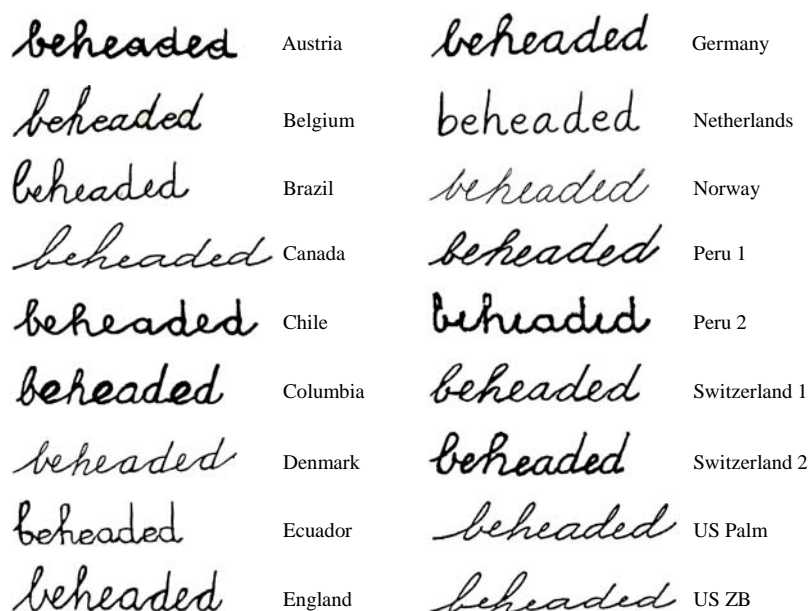 beheaded Austria beheaded Germany
beheaded Belgium beheaded Netherlands
beheaded Brazil beheaded Norway
beheaded Canada beheaded Peru 1
beheaded Chile beheaded Peru 2
beheaded Columbia beheaded Switzerland 1
beheaded Denmark beheaded Switzerland 2
beheaded Ecuador beheaded US Palm
beheaded England beheaded US ZB